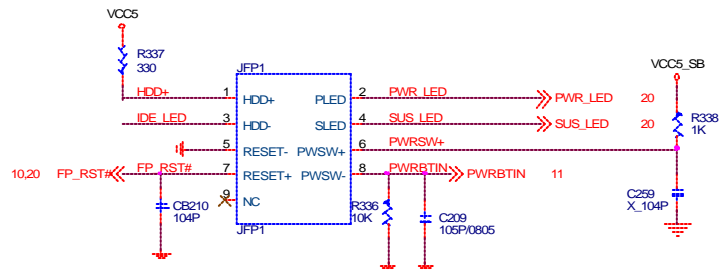 VCC5
R337
330
JFP1
VCC5_SB
HDD+ 1 HDD+ PLED 2 PWR_LED PWR_LED 20
IDE_LED 3 HDD- SLED 4 SUS_LED SUS_LED 20
R338
1K
5 RESET- PWSW+ 6 PWRSW+
10,20 FP_RST# FP_RST# 7 RESET+ PWSW- 8 PWRBTIN PWRBTIN 11
9 NC
CB210
104P
JFP1
R336
10K
C209
105P/0805
C259
X_104P